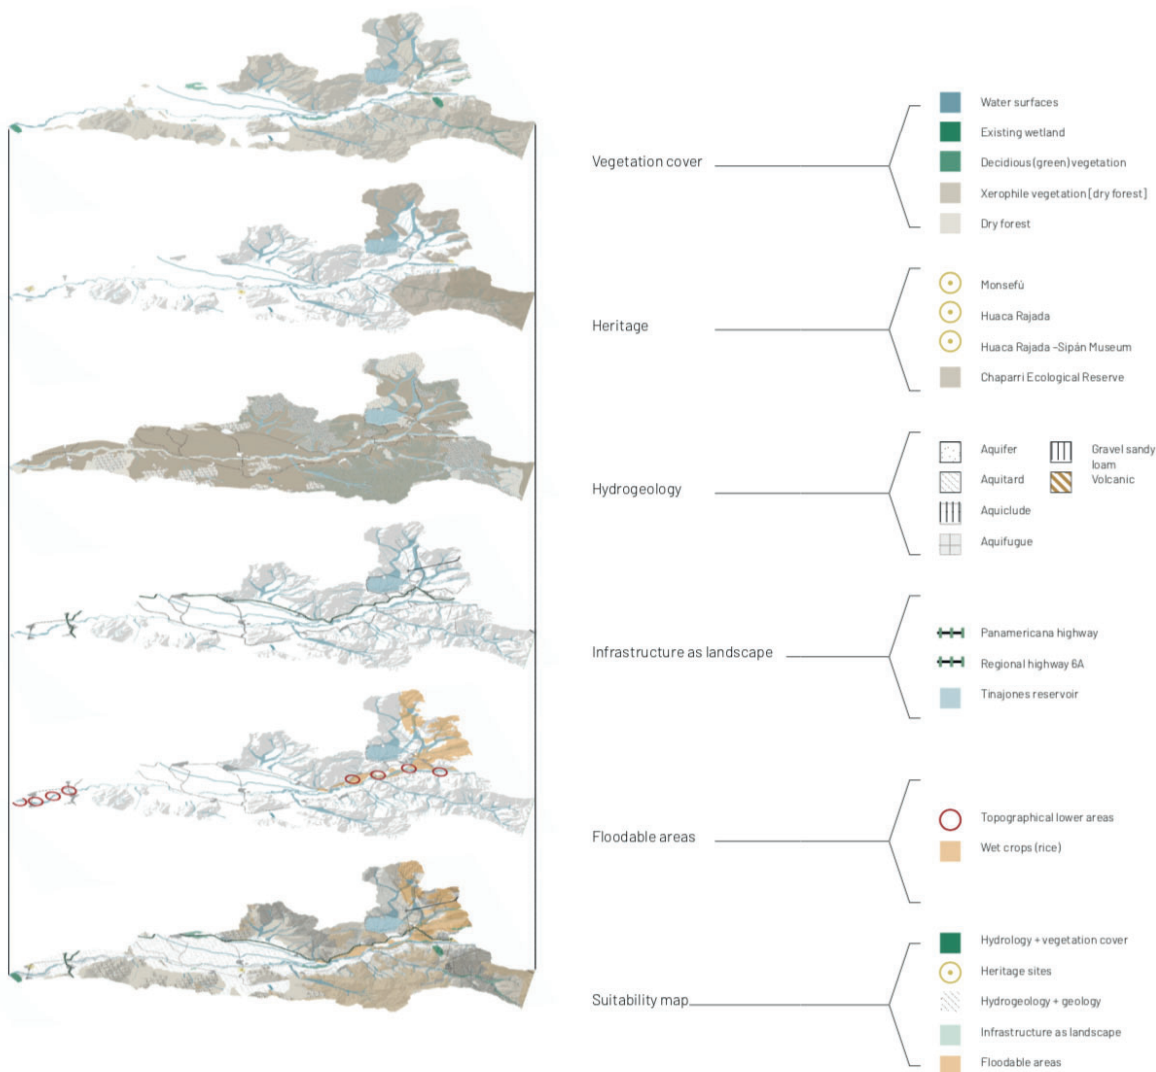 Vegetation cover
Water surfaces
Existing wetland
Decidious (green) vegetation
Xerophile vegetation [dry forest]
Dry forest
Heritage
Monsefú
Huaca Rajada
Huaca Rajada -Sipán Museum
Chaparri Ecological Reserve
Hydrogeology
Aquifer
Aquitard
Aquiclude
Aquifugue
Gravel sandy
loam
Volcanic
Infrastructure as landscape
Panamericana highway
Regional highway 6A
Tinajones reservoir
Floodable areas
Topographical lower areas
Wet crops (rice)
Suitability map
Hydrology + vegetation cover
Heritage sites
Hydrogeology + geology
Infrastructure as landscape
Floodable areas